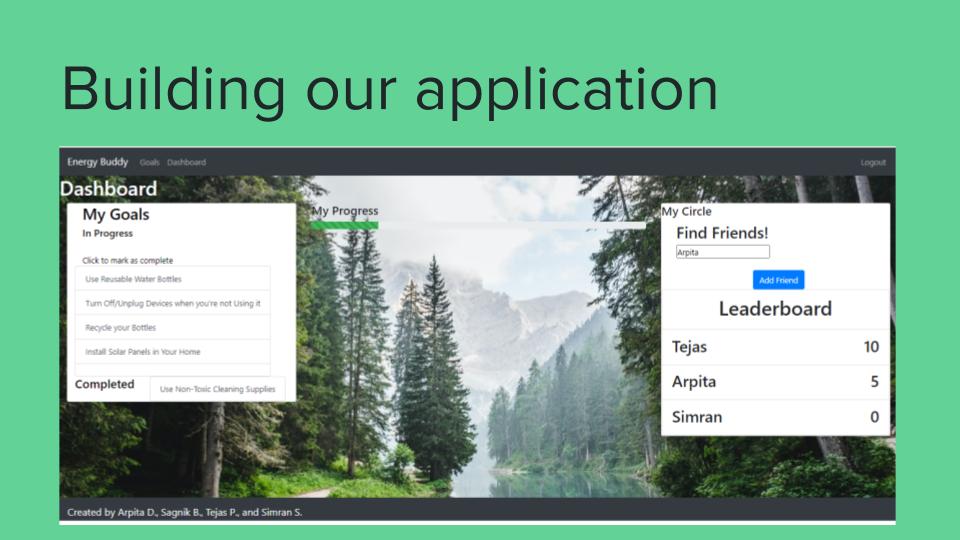 Building our application
Energy Buddy Goals Dashboard Logout
Dashboard
My Goals
In Progress
Click to mark as complete
Use Reusable Water Bottles
Turn Off/Unplug Devices when you're not Using it
Recycle your Bottles
Install Solar Panels in Your Home
Completed
Use Non-Toxic Cleaning Supplies
My Progress
My Circle
Find Friends!
Arpita
Add Friend
Leaderboard
Tejas 10
Arpita 5
Simran 0
Created by Arpita D., Sagnik B., Tejas P., and Simran S.